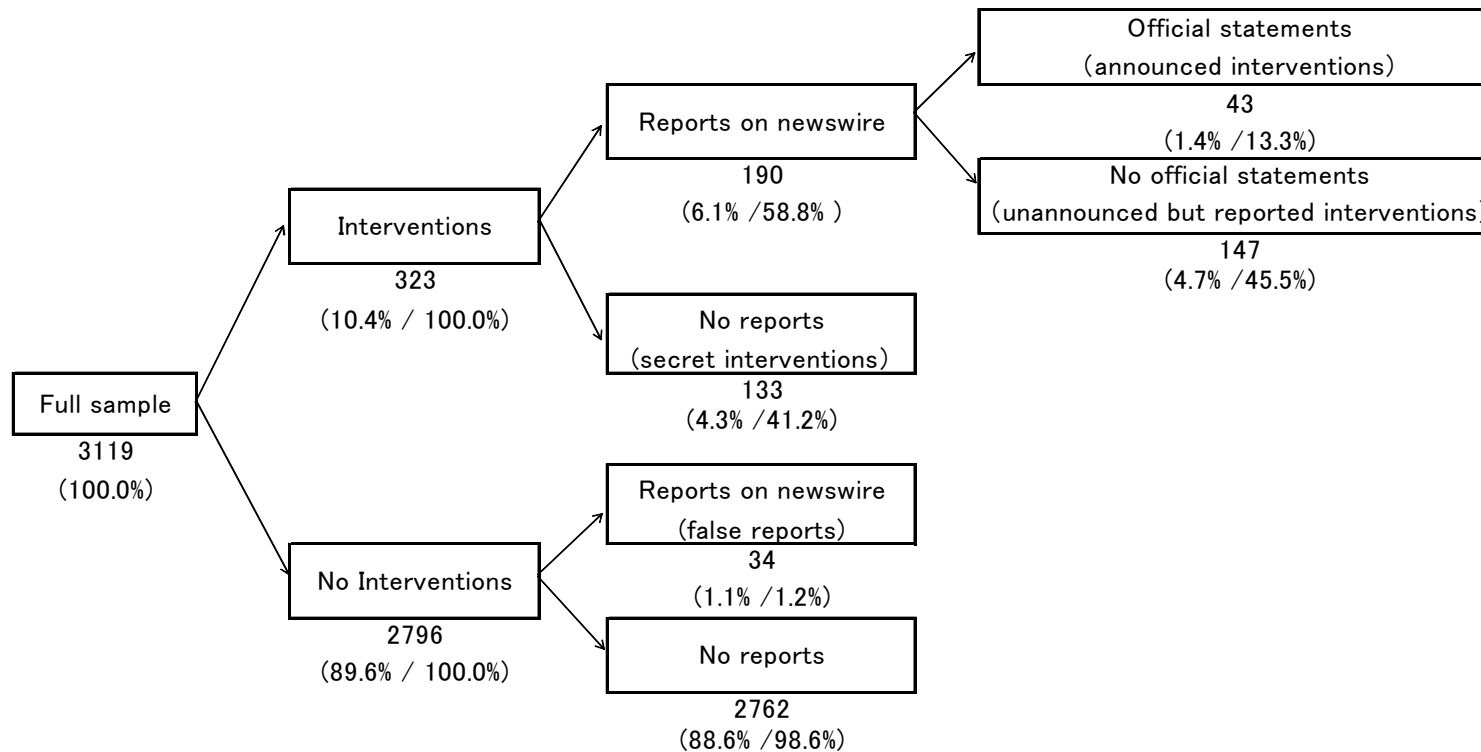 Full sample
3119
(100.0%)
Interventions
323
(10.4% / 100.0%)
No Interventions
2796
(89.6% / 100.0%)
Reports on newswire
190
(6.1% /58.8% )
No reports
(secret interventions)
133
(4.3% /41.2%)
Reports on newswire
(false reports)
34
(1.1% /1.2%)
No reports
2762
(88.6% /98.6%)
Official statements
(announced interventions)
43
(1.4% /13.3%)
No official statements
(unannounced but reported interventions)
147
(4.7% /45.5%)